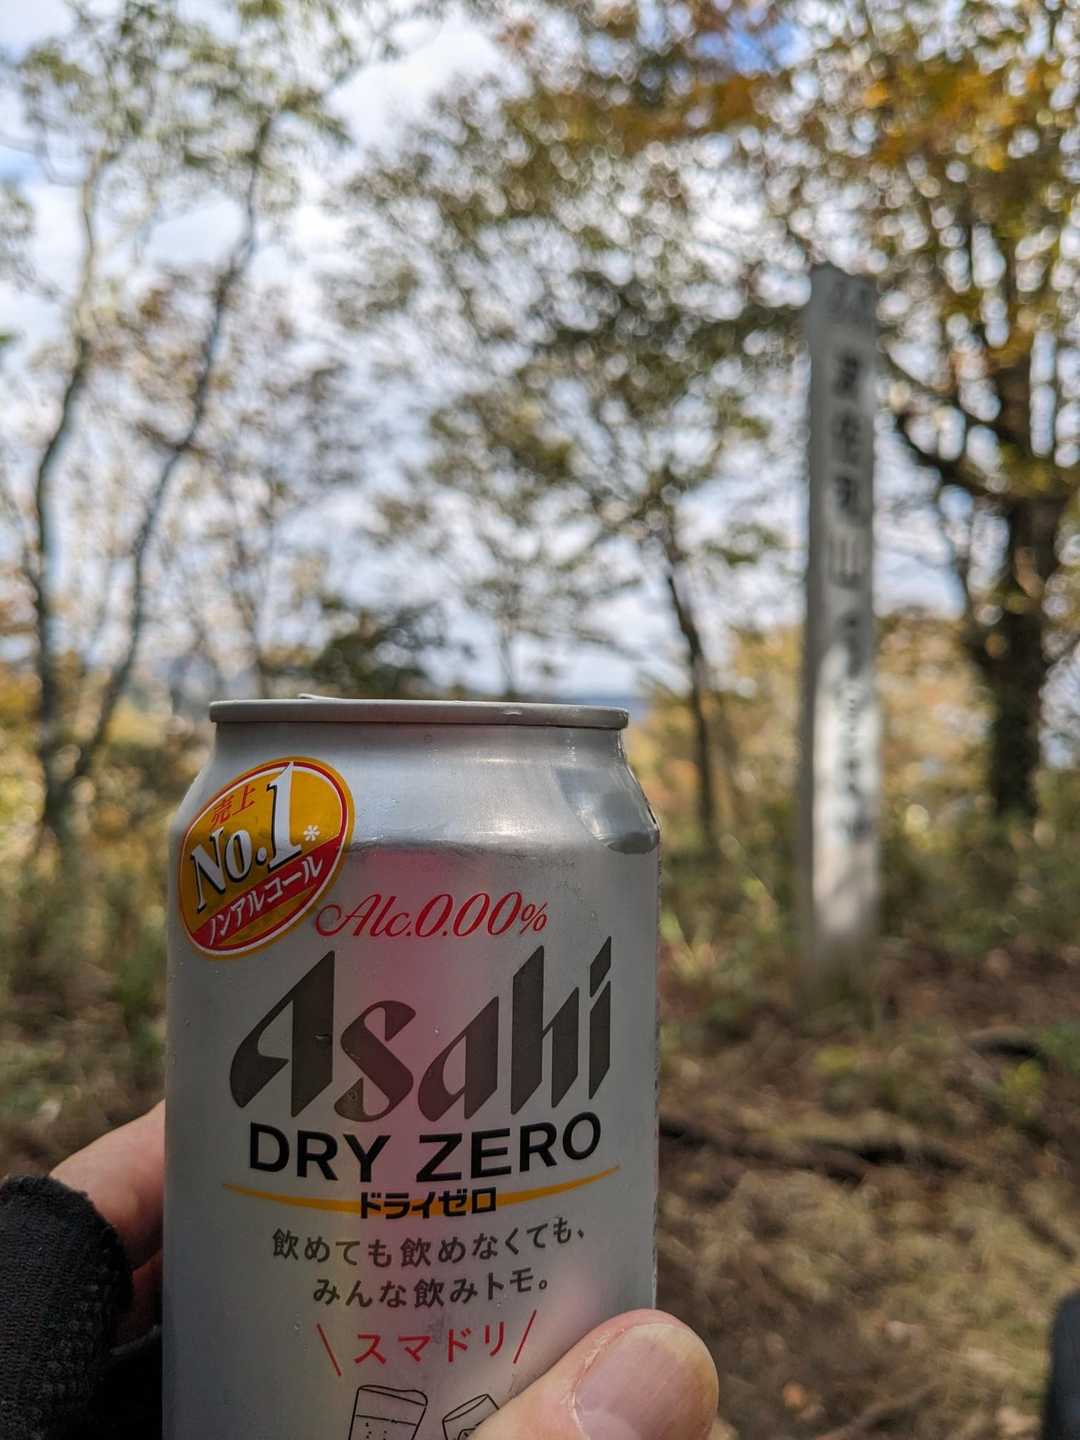 売上
No.1*
ノンアルコール
Alc.0.00%
Asahi
DRY ZERO
ドライゼロ
飲めても飲めなくても、
みんな飲みトモ。
\スマドリ/
山